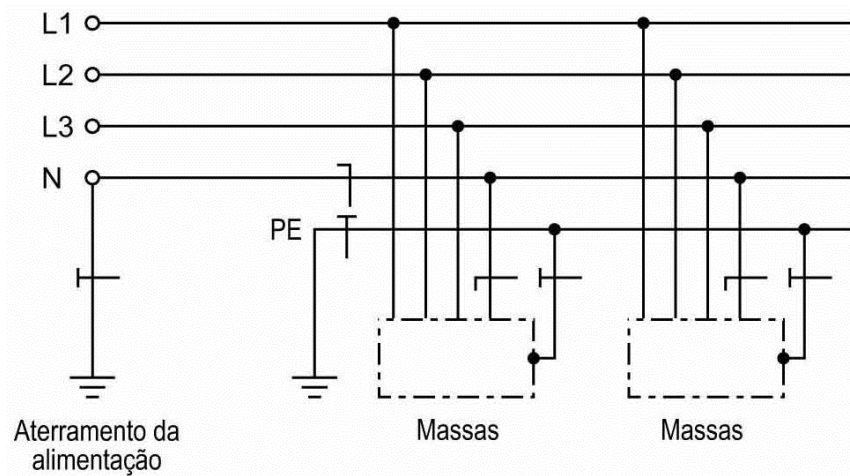 L1
L2
L3
N
PE
Aterramento da
alimentação
Massas
Massas